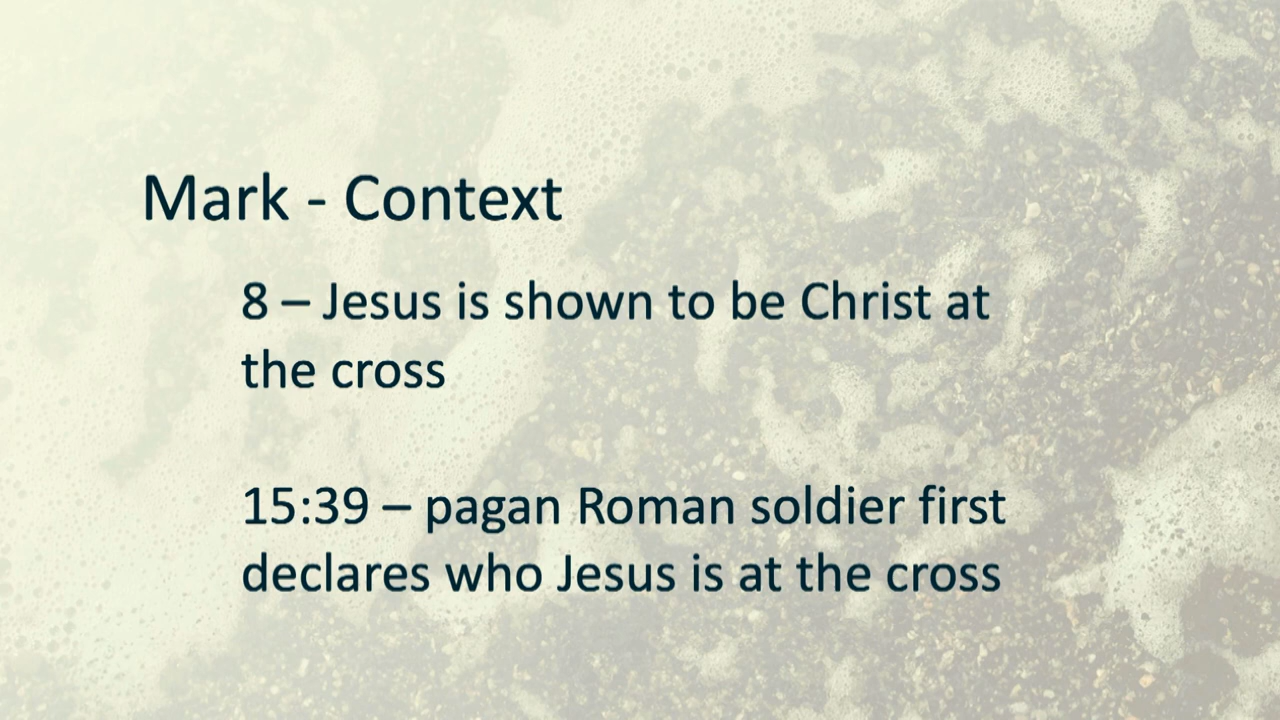 Mark - Context
8 – Jesus is shown to be Christ at
the cross
15:39 – pagan Roman soldier first
declares who Jesus is at the cross